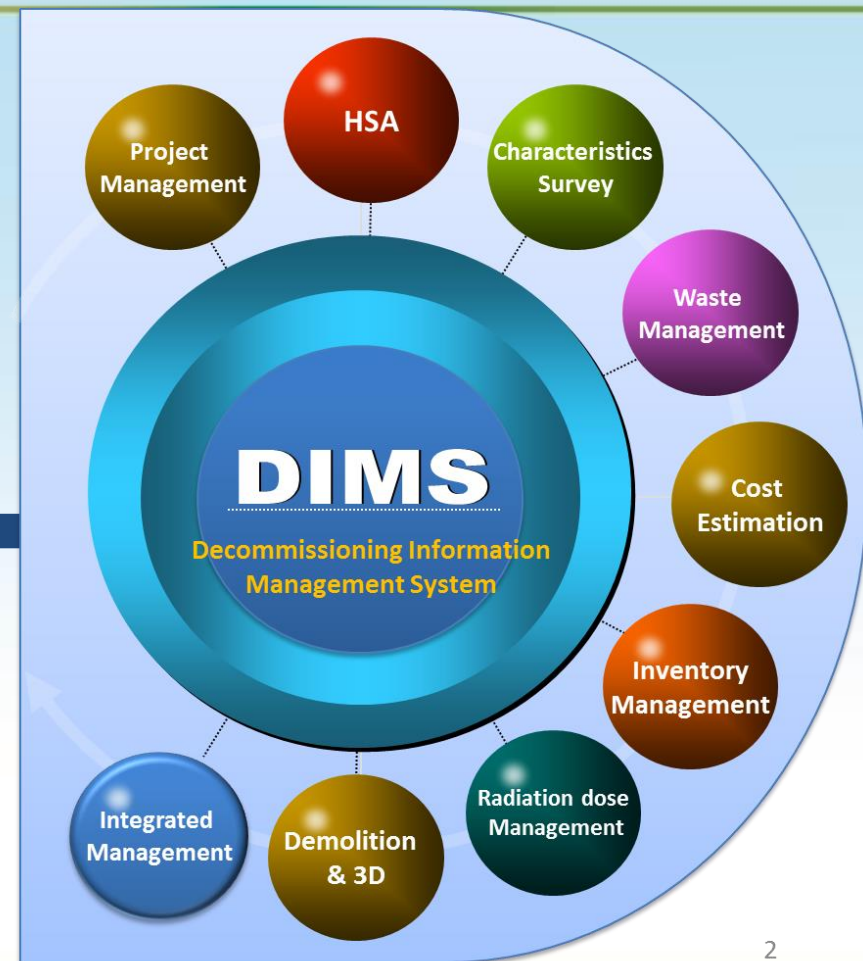 Project
Management
HSA
Characteristics
Survey
Waste
Management
Cost
Estimation
Inventory
Management
Radiation dose
Management
Demolition
& 3D
Integrated
Management
DIMS
Decommissioning Information
Management System
2